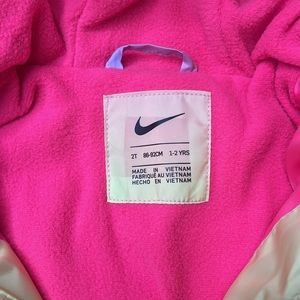 2T 86-92CM 1-2 YRS
MADE IN VIETNAM
FABRIQUÉ AU VIETNAM
HECHO EN VIETNAM